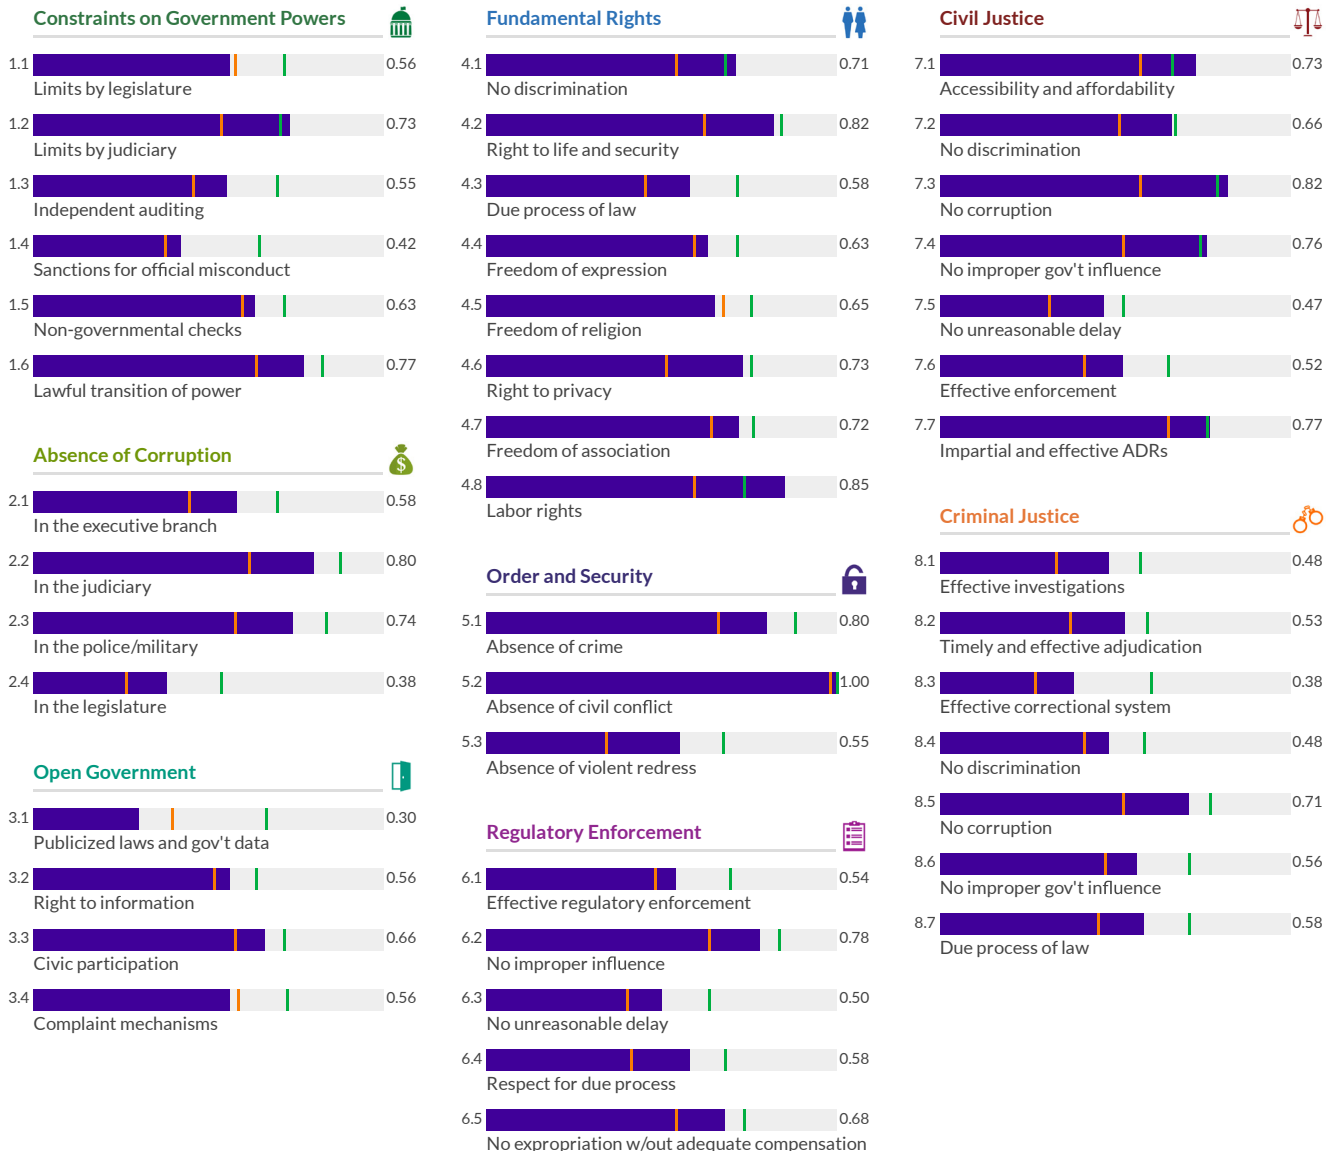 Constraints on Government Powers
1.1 0.56
Limits by legislature
1.2 0.73
Limits by judiciary
1.3 0.55
Independent auditing
1.4 0.42
Sanctions for official misconduct
1.5 0.63
Non-governmental checks
1.6 0.77
Lawful transition of power
Absence of Corruption
$
2.1 0.58
In the executive branch
2.2 0.80
In the judiciary
2.3 0.74
In the police/military
2.4 0.38
In the legislature
Open Government
3.1 0.30
Publicized laws and gov't data
3.2 0.56
Right to information
3.3 0.66
Civic participation
3.4 0.56
Complaint mechanisms
Fundamental Rights
4.1 0.71
No discrimination
4.2 0.82
Right to life and security
4.3 0.58
Due process of law
4.4 0.63
Freedom of expression
4.5 0.65
Freedom of religion
4.6 0.73
Right to privacy
4.7 0.72
Freedom of association
4.8 0.85
Labor rights
Order and Security
5.1 0.80
Absence of crime
5.2 1.00
Absence of civil conflict
5.3 0.55
Absence of violent redress
Regulatory Enforcement
6.1 0.54
Effective regulatory enforcement
6.2 0.78
No improper influence
6.3 0.50
No unreasonable delay
6.4 0.58
Respect for due process
6.5 0.68
No expropriation w/out adequate compensation
Civil Justice
7.1 0.73
Accessibility and affordability
7.2 0.66
No discrimination
7.3 0.82
No corruption
7.4 0.76
No improper gov't influence
7.5 0.47
No unreasonable delay
7.6 0.52
Effective enforcement
7.7 0.77
Impartial and effective ADRs
Criminal Justice
8.1 0.48
Effective investigations
8.2 0.53
Timely and effective adjudication
8.3 0.38
Effective correctional system
8.4 0.48
No discrimination
8.5 0.71
No corruption
8.6 0.56
No improper gov't influence
8.7 0.58
Due process of law